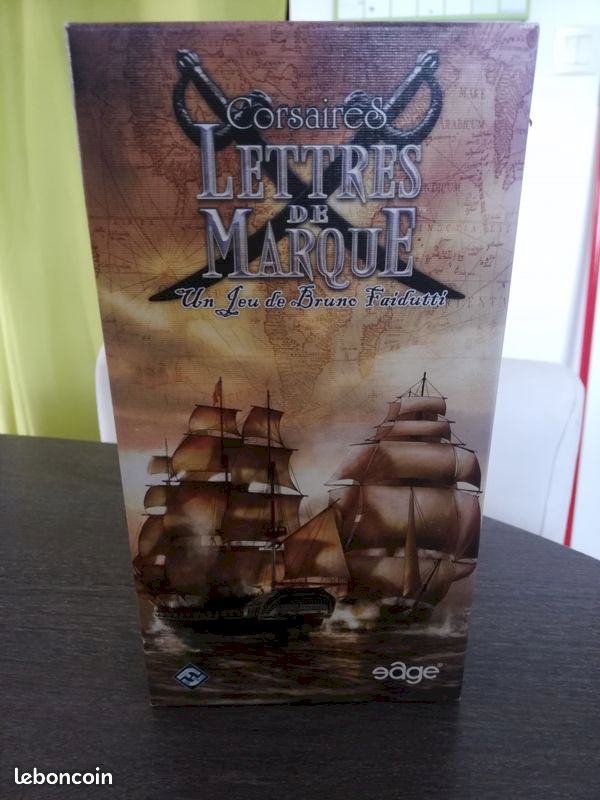 Corsaires
LETTRES
DE
MARQUE
Un Jeu de Bruno Faidutti
edge
leboncoin